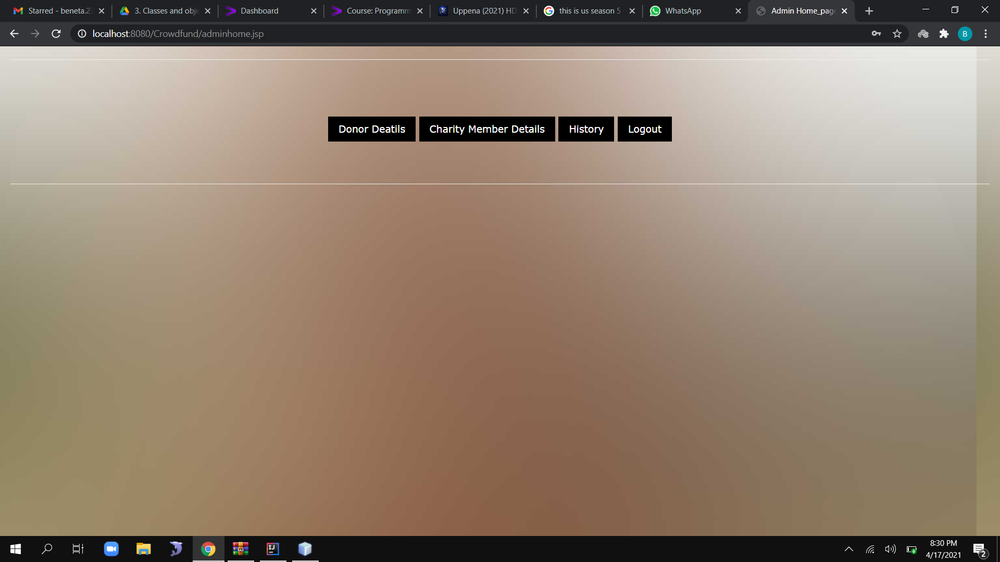 Starred - beneta.23
3. Classes and obje
Dashboard
Course: Programm
Uppena (2021) HD
this is us season 5
WhatsApp
Admin Home_page
localhost:8080/Crowdfund/adminhome.jsp
B
Donor Deatils
Charity Member Details
History
Logout
IJ
8:30 PM
4/17/2021
2